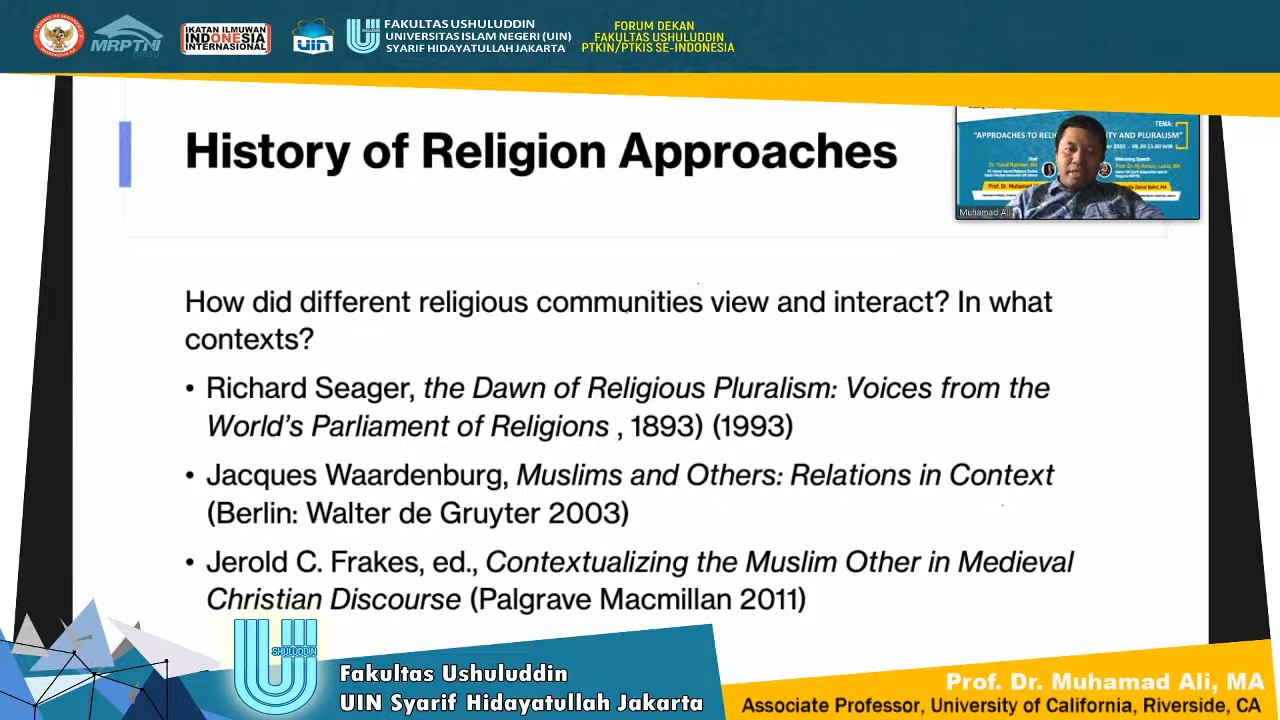 MRPTNI
IKATAN ILMUWAN
INDONESIA
INTERNASIONAL
uin
FAKULTAS USHULUDDIN
UNIVERSITAS ISLAM NEGERI (UIN)
SYARIF HIDAYATULLAH JAKARTA
FORUM DEKAN
FAKULTAS USHULUDDIN
PTKIN/PTKIS SE-INDONESIA
History of Religion Approaches
TEMA:
"APPROACHES TO
PLURALISM"
Muhamad Ali
How did different religious communities view and interact? In what
contexts?
• Richard Seager, the Dawn of Religious Pluralism: Voices from the
World's Parliament of Religions , 1893) (1993)
• Jacques Waardenburg, Muslims and Others: Relations in Context
(Berlin: Walter de Gruyter 2003)
• Jerold C. Frakes, ed., Contextualizing the Muslim Other in Medieval
Christian Discourse (Palgrave Macmillan 2011)
USHULUDDIN
Fakultas Ushuluddin
UIN Syarif Hidayatullah Jakarta
Prof. Dr. Muhamad Ali, MA
Associate Professor, University of California, Riverside, CA